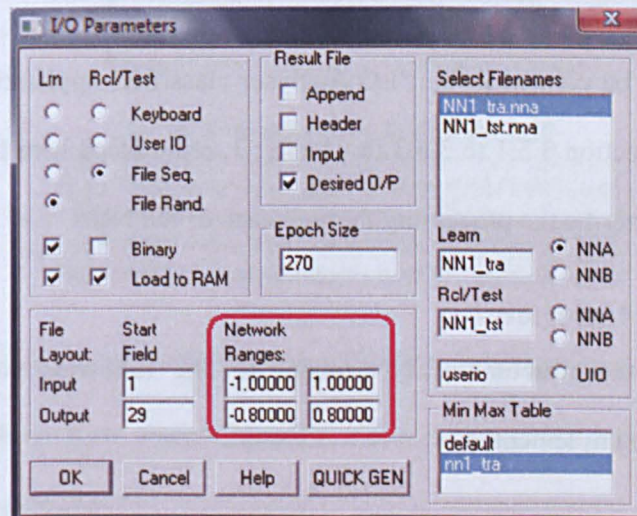 I/O Parameters
Lrn Rcl/Test
Keyboard
User IO
File Seq.
File Rand.
Binary
Load to RAM
Result File
Append
Header
Input
Desired O/P
Epoch Size
270
Select Filenames
NN1_tra.nna
NN1_tst.nna
Learn
NN1_tra
NNA
NNB
Rcl/Test
NN1_tst
NNA
NNB
userio
UIO
File Start Network
Layout: Field Ranges:
Input 1 -1.00000 1.00000
Output 29 -0.80000 0.80000
Min Max Table
default
nn1_tra
OK Cancel Help QUICK GEN